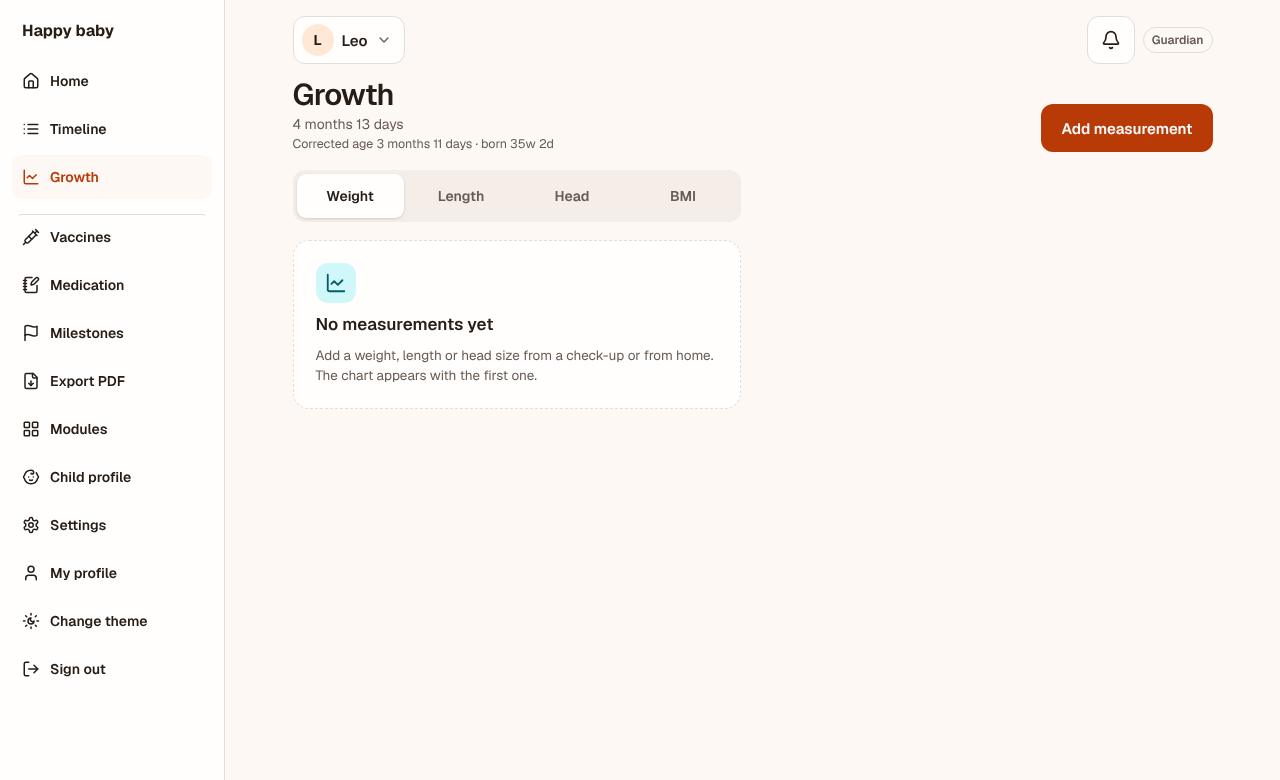 Happy baby
Home
Timeline
Growth
Vaccines
Medication
Milestones
Export PDF
Modules
Child profile
Settings
My profile
Change theme
Sign out
L Leo
Guardian
Growth
4 months 13 days
Corrected age 3 months 11 days · born 35w 2d
Add measurement
Weight Length Head BMI
No measurements yet
Add a weight, length or head size from a check-up or from home.
The chart appears with the first one.